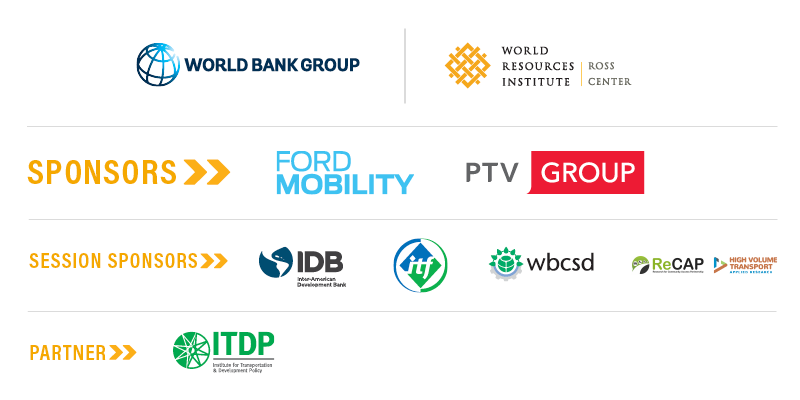 WORLD BANK GROUP
WORLD
RESOURCES
INSTITUTE
ROSS
CENTER
SPONSORS
FORD
MOBILITY
PTV GROUP
SESSION SPONSORS
IDB
Inter-American
Development Bank
itf
wbcsd
ReCAP
HIGH VOLUME
TRANSPORT
APPLIED RESEARCH
PARTNER
ITDP
Institute for Transportation
& Development Policy